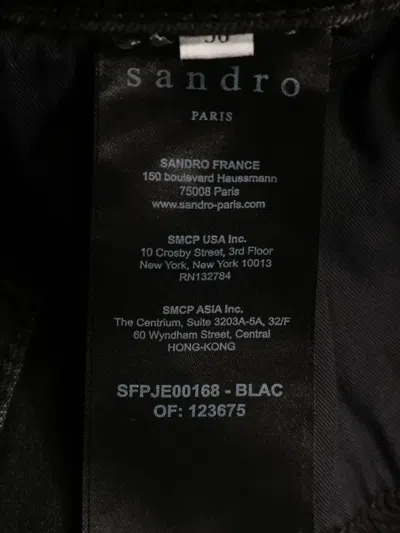 sandro
PARIS
SANDRO FRANCE
150 boulevard Haussmann
75008 Paris
www.sandro-paris.com
SMCP USA Inc.
10 Crosby Street, 3rd Floor
New York, New York 10013
RN132784
SMCP ASIA Inc.
The Centrium, Suite 3203A-5A, 32/F
60 Wyndham Street, Central
HONG-KONG
SFPJE00168 - BLAC
OF: 123675